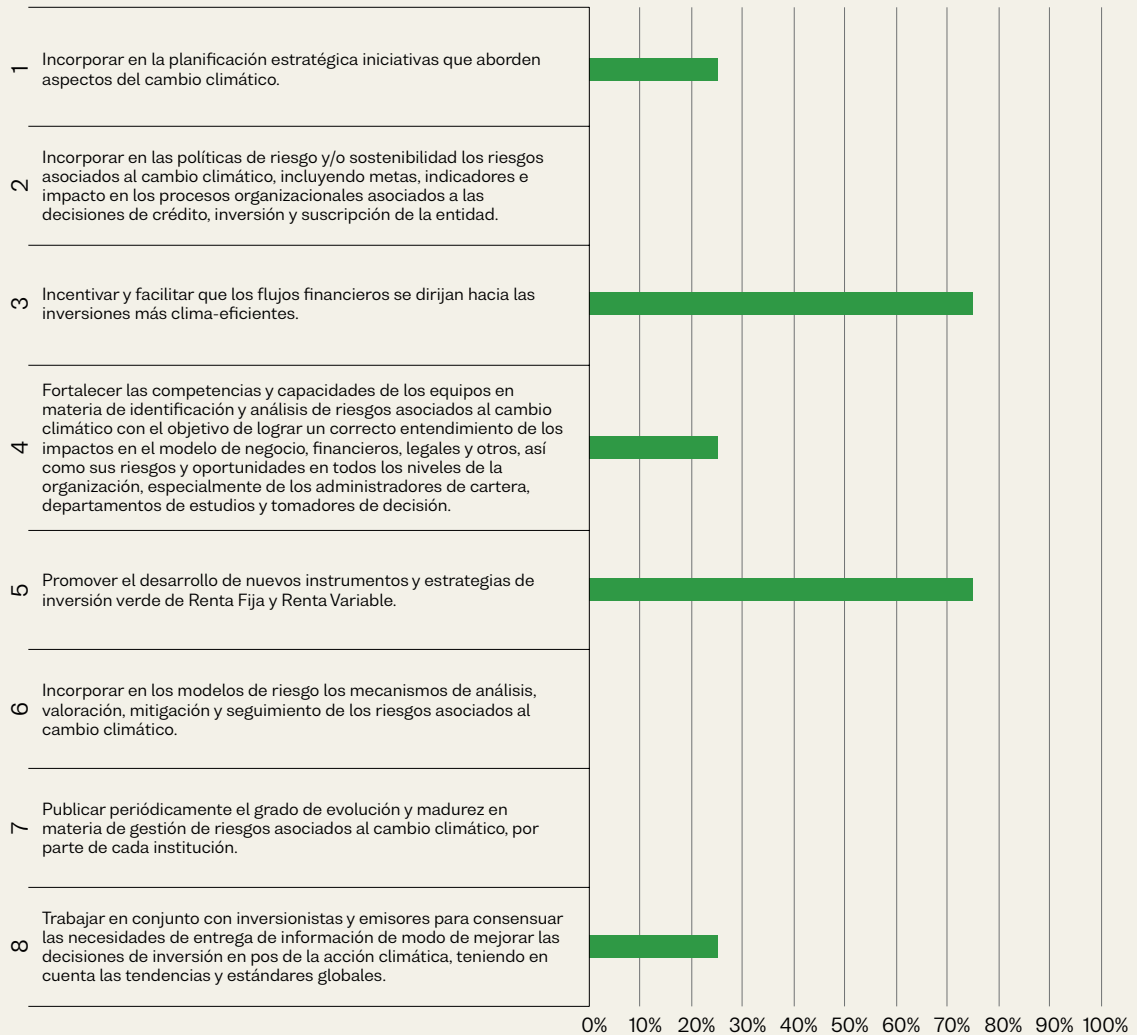 1
Incorporar en la planificación estratégica iniciativas que aborden
aspectos del cambio climático.
2
Incorporar en las políticas de riesgo y/o sostenibilidad los riesgos
asociados al cambio climático, incluyendo metas, indicadores e
impacto en los procesos organizacionales asociados a las
decisiones de crédito, inversión y suscripción de la entidad.
3
Incentivar y facilitar que los flujos financieros se dirijan hacia las
inversiones más clima-eficientes.
4
Fortalecer las competencias y capacidades de los equipos en
materia de identificación y análisis de riesgos asociados al cambio
climático con el objetivo de lograr un correcto entendimiento de los
impactos en el modelo de negocio, financieros, legales y otros, así
como sus riesgos y oportunidades en todos los niveles de la
organización, especialmente de los administradores de cartera,
departamentos de estudios y tomadores de decisión.
5
Promover el desarrollo de nuevos instrumentos y estrategias de
inversión verde de Renta Fija y Renta Variable.
6
Incorporar en los modelos de riesgo los mecanismos de análisis,
valoración, mitigación y seguimiento de los riesgos asociados al
cambio climático.
7
Publicar periódicamente el grado de evolución y madurez en
materia de gestión de riesgos asociados al cambio climático, por
parte de cada institución.
8
Trabajar en conjunto con inversionistas y emisores para consensuar
las necesidades de entrega de información de modo de mejorar las
decisiones de inversión en pos de la acción climática, teniendo en
cuenta las tendencias y estándares globales.
0% 10% 20% 30% 40% 50% 60% 70% 80% 90% 100%